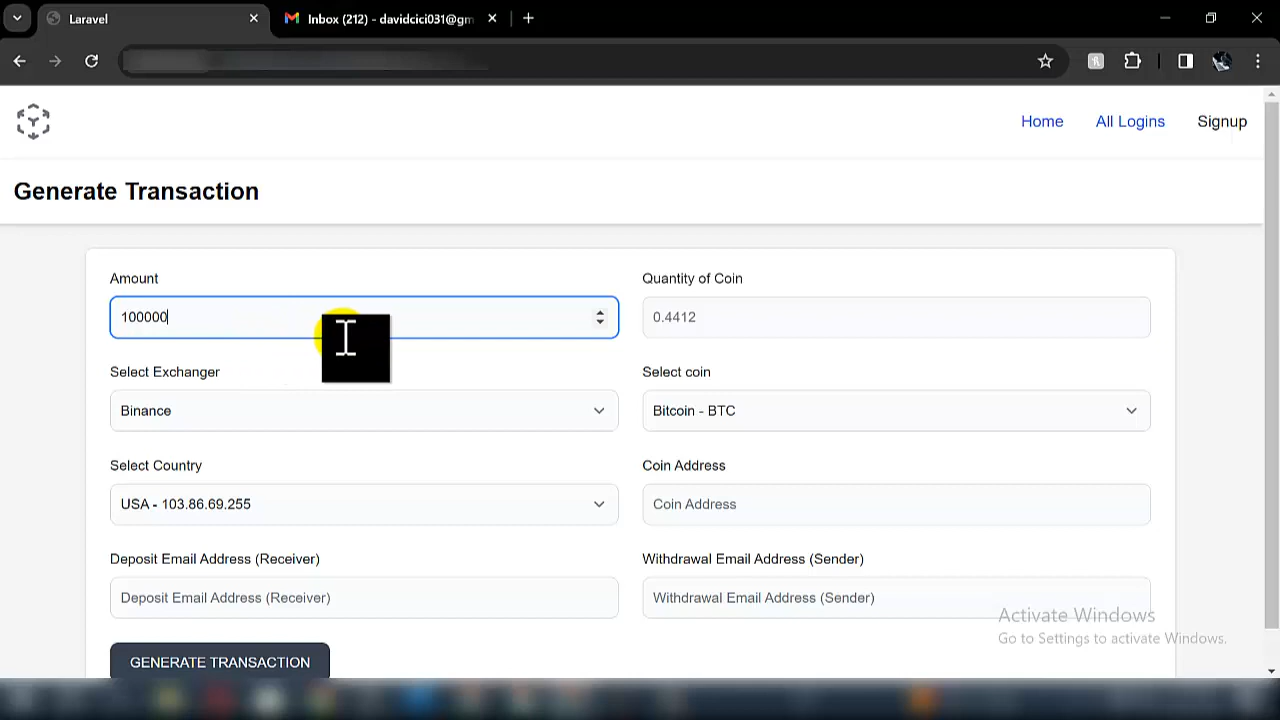 Laravel
Inbox (212) - davidcici031@gm
Home
All Logins
Signup
Generate Transaction
Amount
Quantity of Coin
100000
0.4412
Select Exchanger
Select coin
Binance
Bitcoin - BTC
Select Country
Coin Address
USA - 103.86.69.255
Coin Address
Deposit Email Address (Receiver)
Withdrawal Email Address (Sender)
Deposit Email Address (Receiver)
Withdrawal Email Address (Sender)
Activate Windows
Go to Settings to activate Windows.
GENERATE TRANSACTION